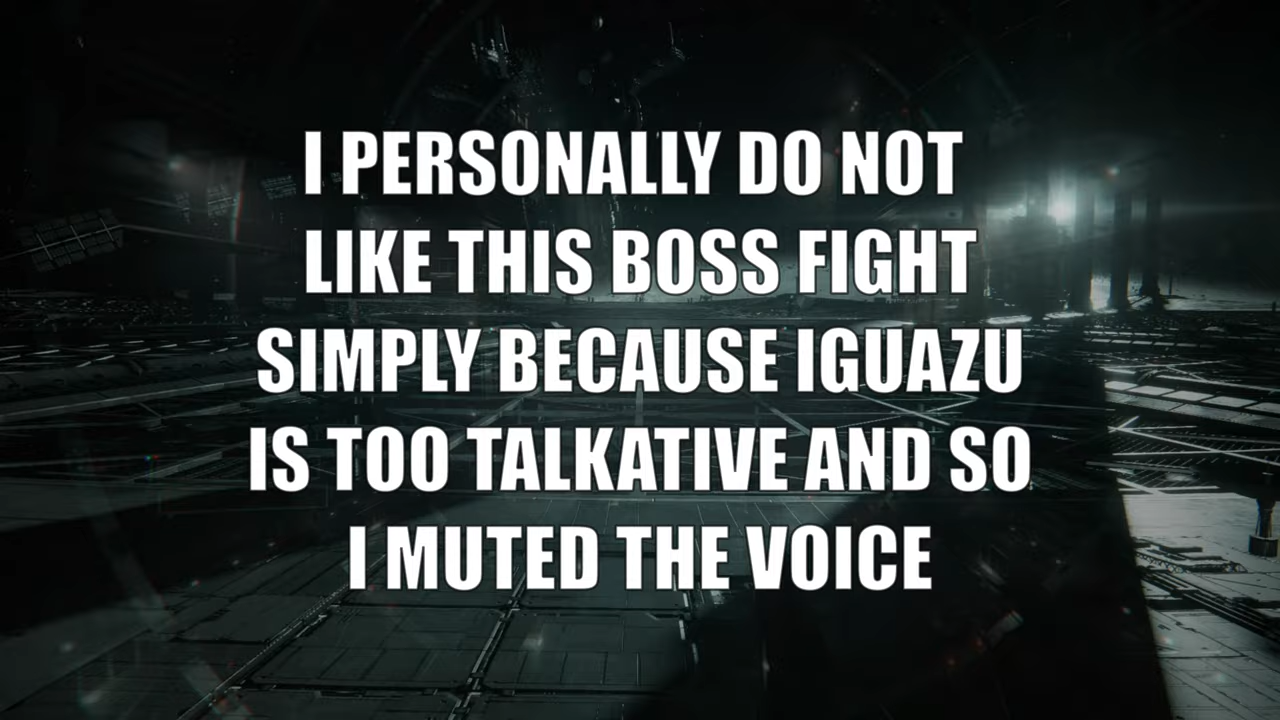 I PERSONALLY DO NOT
LIKE THIS BOSS FIGHT
SIMPLY BECAUSE IGUAZU
IS TOO TALKATIVE AND SO
I MUTED THE VOICE